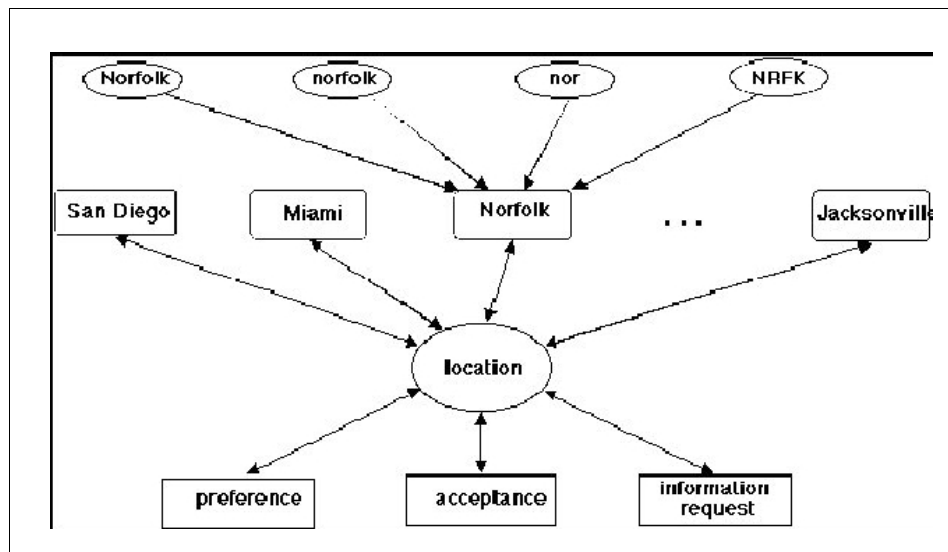 Norfolk norfolk nor NRFK
San Diego Miami Norfolk ... Jacksonville
location
preference acceptance information
request